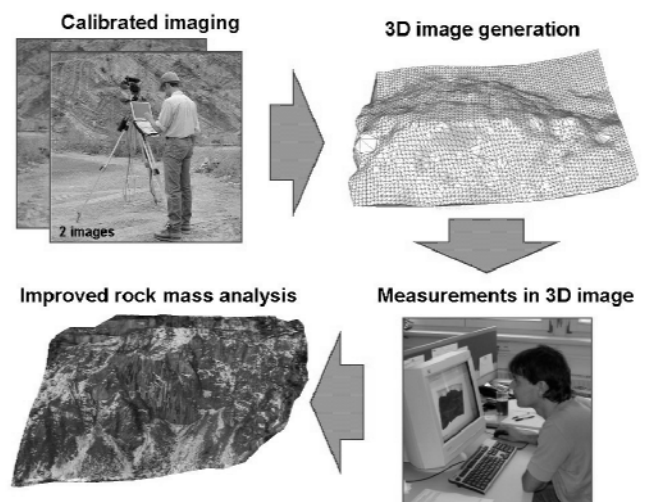 Calibrated imaging
3D image generation
2 images
Improved rock mass analysis
Measurements in 3D image